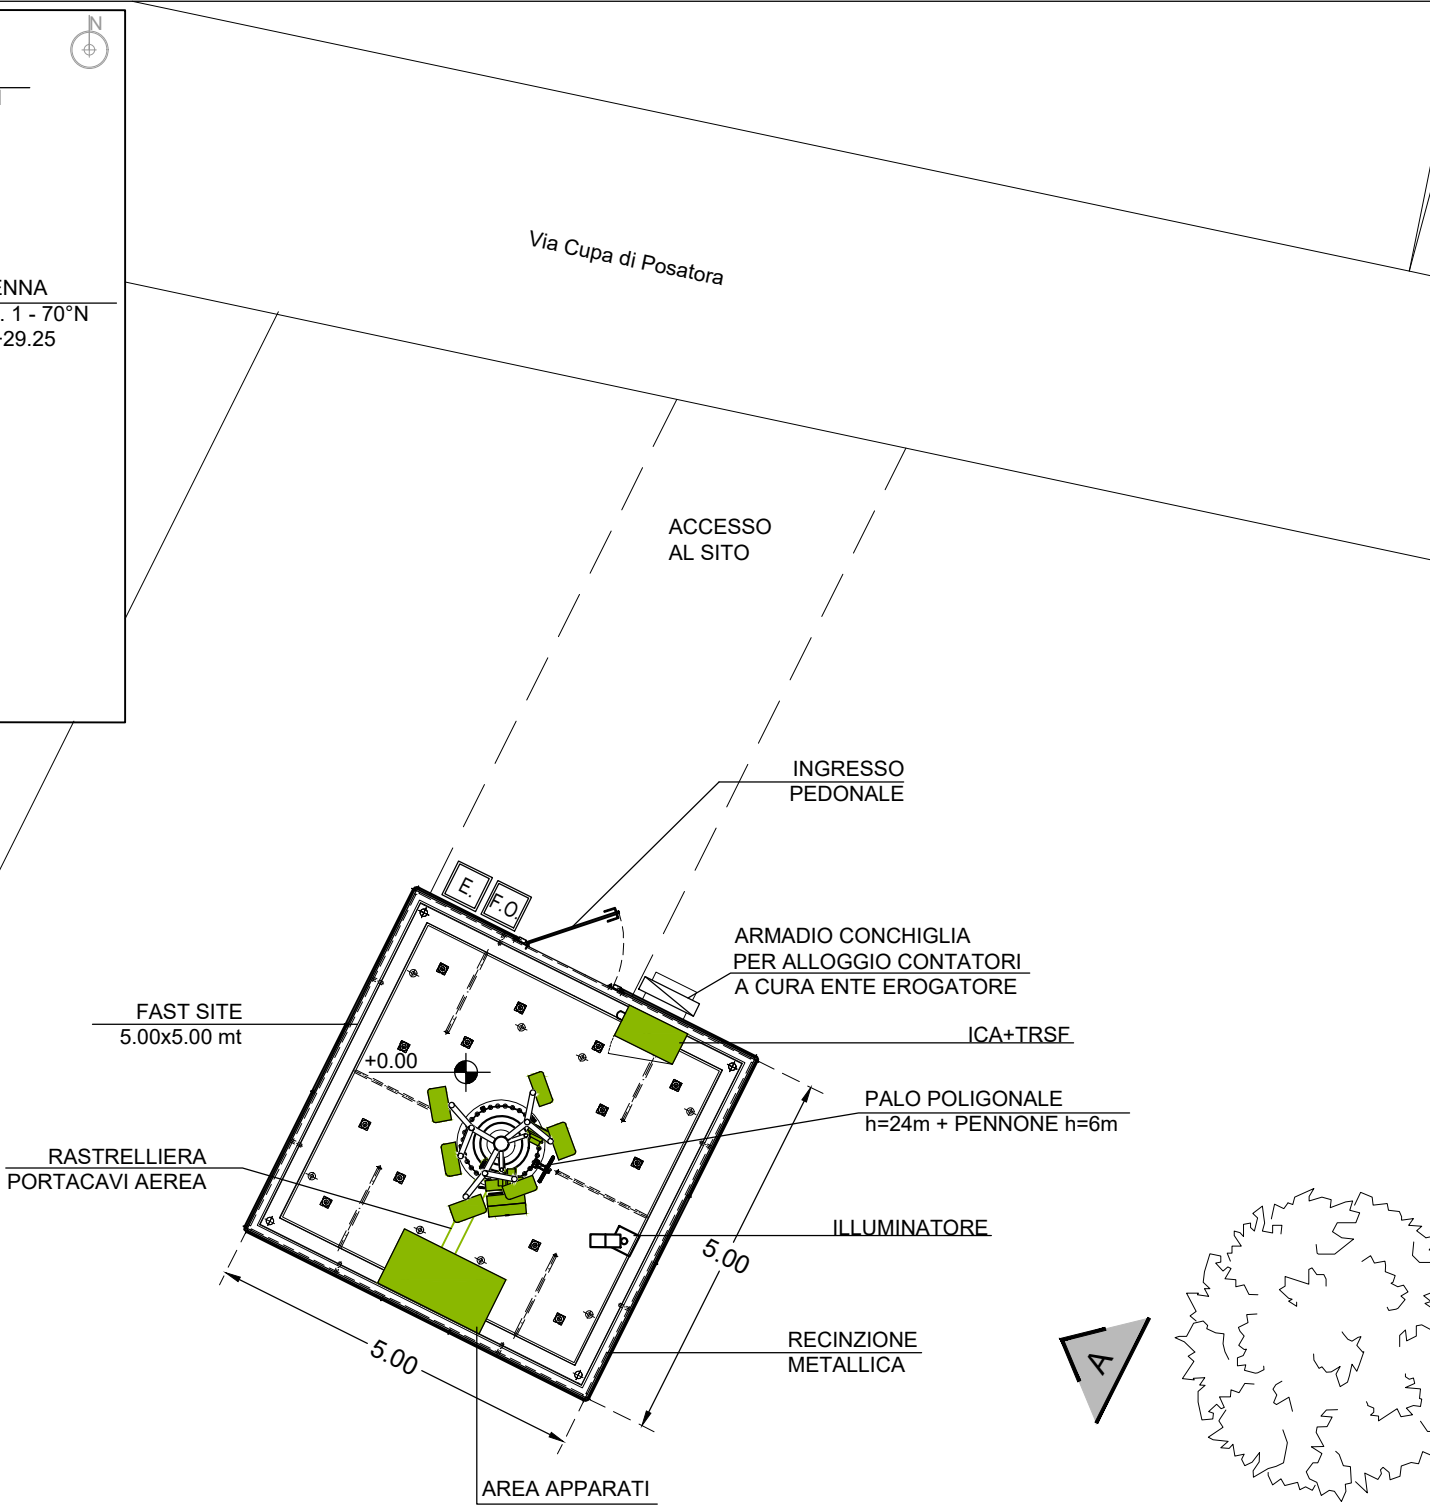 N
ENNA
. 1 - 70°N
29.25
Via Cupa di Posatora
ACCESSO
AL SITO
INGRESSO
PEDONALE
E.
F.O.
ARMADIO CONCHIGLIA
PER ALLOGGIO CONTATORI
A CURA ENTE EROGATORE
FAST SITE
5.00x5.00 mt
ICA+TRSF
+0.00
PALO POLIGONALE
h=24m + PENNONE h=6m
RASTRELLIERA
PORTACAVI AEREA
ILLUMINATORE
5.00
5.00
RECINZIONE
METALLICA
A
AREA APPARATI